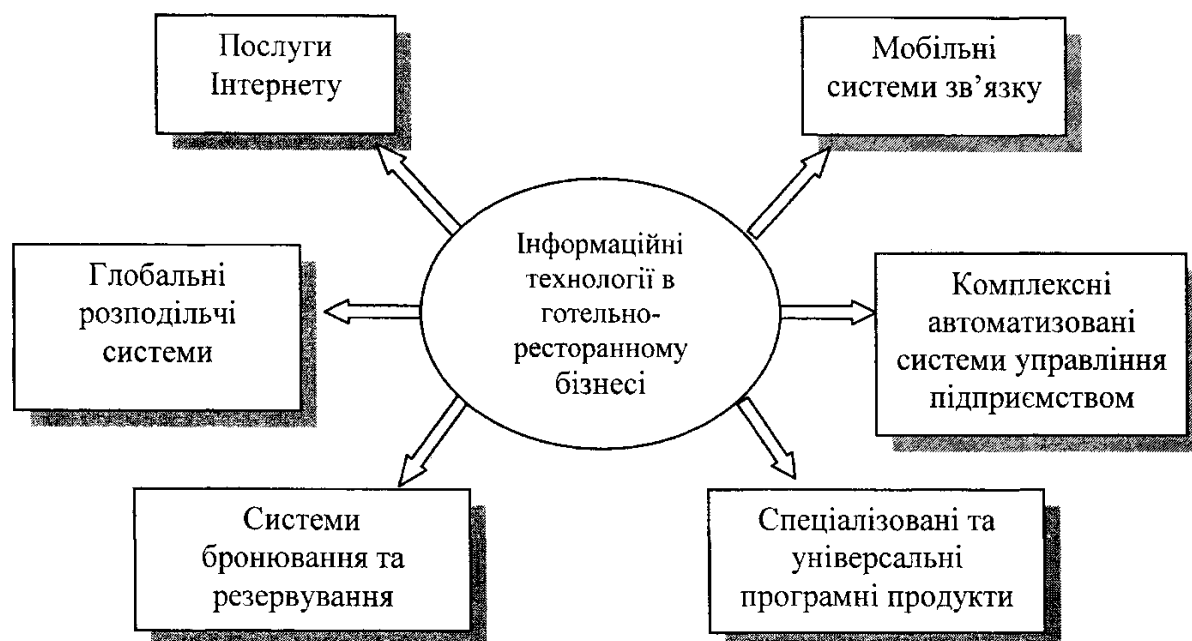 Послуги
Інтернету
Мобільні
системи зв’язку
Інформаційні
технології в
готельно-
ресторанному
бізнесі
Глобальні
розподільчі
системи
Комплексні
автоматизовані
системи управління
підприємством
Системи
бронювання та
резервування
Спеціалізовані та
універсальні
програмні продукти